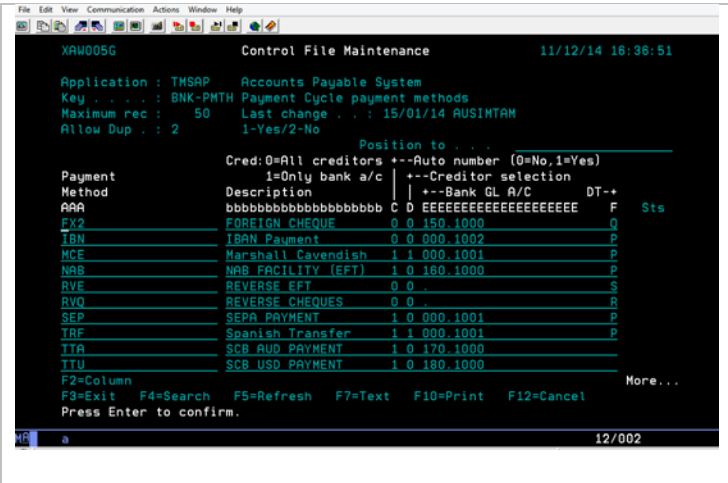 File Edit View Communication Actions Window Help
XAW005G Control File Maintenance 11/12/14 16:36:51
Application : TMSAP Accounts Payable System
Key . . . . : BNK-PMTH Payment Cycle payment methods
Maximum rec : 50 Last change . . : 15/01/14 AUSIMTAM
Allow Dup . : 2 1-Yes/2-No
Position to . . .
Cred:0=All creditors +--Auto number (0=No,1=Yes)
Payment 1=Only bank a/c | +--Creditor selection
Method Description | | +--Bank GL A/C DT-+
AAA bbbbbbbbbbbbbbbbbbbb C D EEEEEEEEEEEEEEEEEEEE F Sts
FX2 FOREIGN CHEQUE 0 0 150.1000 Q
IBN IBAN Payment 0 0 000.1002 P
MCE Marshall Cavendish 1 1 000.1001 P
NAB NAB FACILITY (EFT) 1 0 160.1000 P
RVE REVERSE EFT 0 0 . S
RVQ REVERSE CHEQUES 0 0 . R
SEP SEPA PAYMENT 1 0 000.1001 P
TRF Spanish Transfer 1 1 000.1001 P
TTA SCB AUD PAYMENT 1 0 170.1000
TTU SCB USD PAYMENT 1 0 180.1000
F2=Column More...
F3=Exit F4=Search F5=Refresh F7=Text F10=Print F12=Cancel
Press Enter to confirm.
MA a 12/002